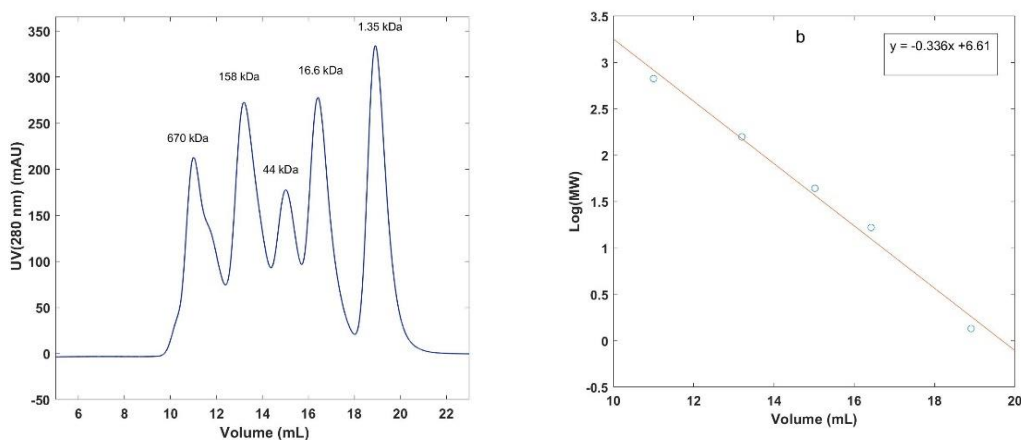 350
300
250
200
150
100
50
0
-50
UV(280 nm) (mAU)
670 kDa
158 kDa
44 kDa
16.6 kDa
1.35 kDa
6 8 10 12 14 16 18 20 22
Volume (mL)
b
y = -0.336x +6.61
3.5
3
2.5
2
1.5
1
0.5
0
-0.5
Log(MW)
10 12 14 16 18 20
Volume (mL)